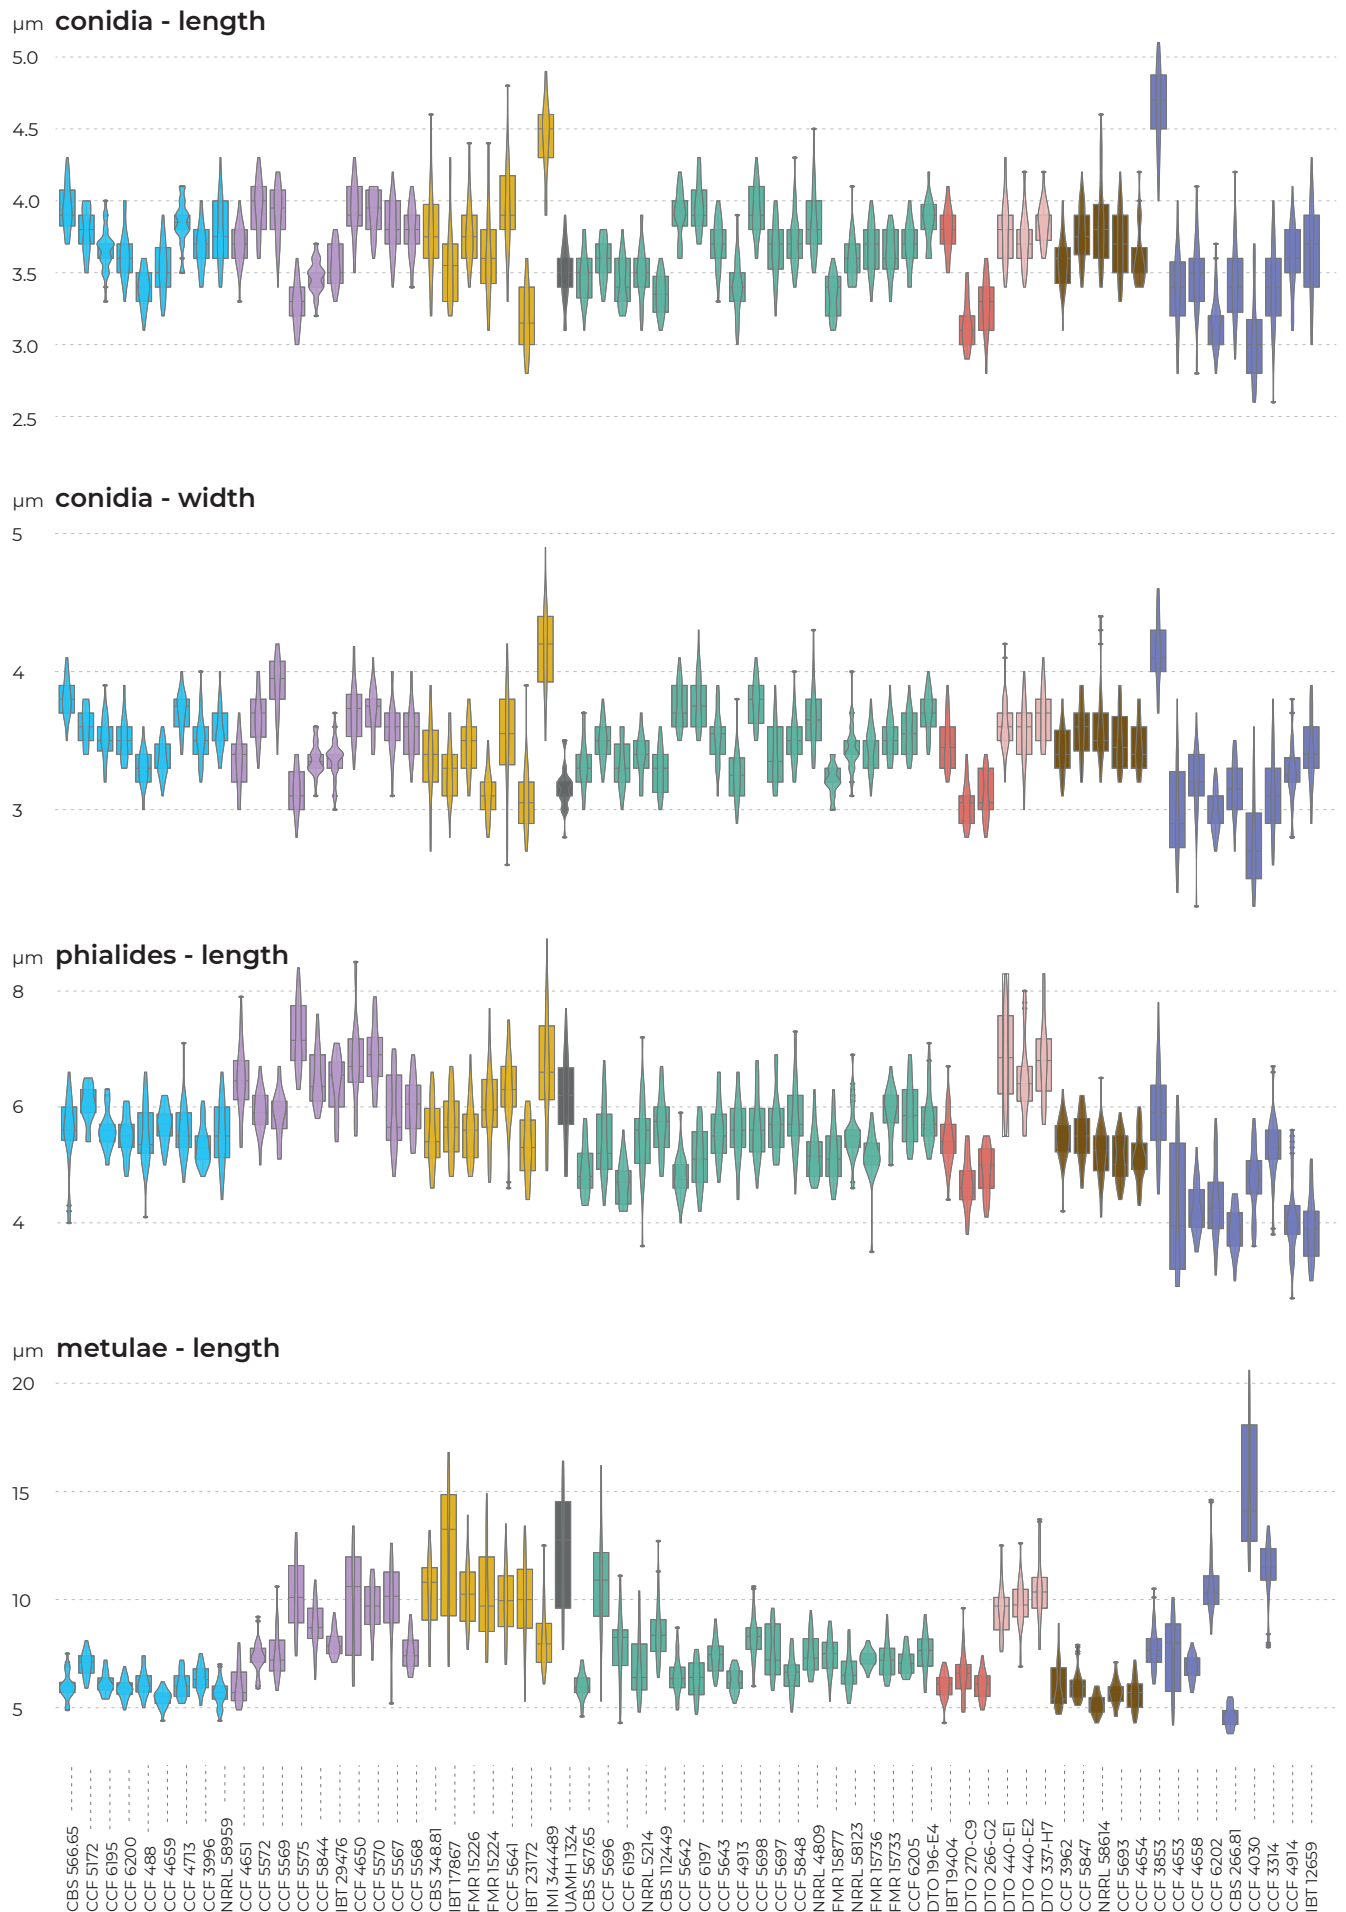 µm conidia - length
5.0
4.5
4.0
3.5
3.0
2.5
µm conidia - width
5
4
3
µm phialides - length
8
6
4
µm metulae - length
20
15
10
5
CBS 566.65
CCF 5172
CCF 6195
CCF 6200
CCF 488
CCF 4659
CCF 4713
CCF 3996
NRRL 58959
CCF 4651
CCF 5572
CCF 5569
CCF 5575
CCF 5844
IBT 29476
CCF 4650
CCF 5570
CCF 5567
CCF 5568
CBS 348.81
IBT 17867
FMR 15226
FMR 15224
CCF 5641
IBT 23172
IMI 344489
UAMH 1324
CBS 567.65
CCF 5696
CCF 6199
NRRL 5214
CBS 112449
CCF 5642
CCF 6197
CCF 5643
CCF 4913
CCF 5698
CCF 5697
CCF 5848
NRRL 4809
FMR 15877
NRRL 58123
FMR 15736
FMR 15733
CCF 6205
DTO 196-E4
IBT 19404
DTO 270-C9
DTO 266-G2
DTO 440-E1
DTO 440-E2
DTO 337-H7
CCF 3962
CCF 5847
NRRL 58614
CCF 5693
CCF 4654
CCF 3853
CCF 4653
CCF 4658
CCF 6202
CBS 266.81
CCF 4030
CCF 3314
CCF 4914
IBT 12659